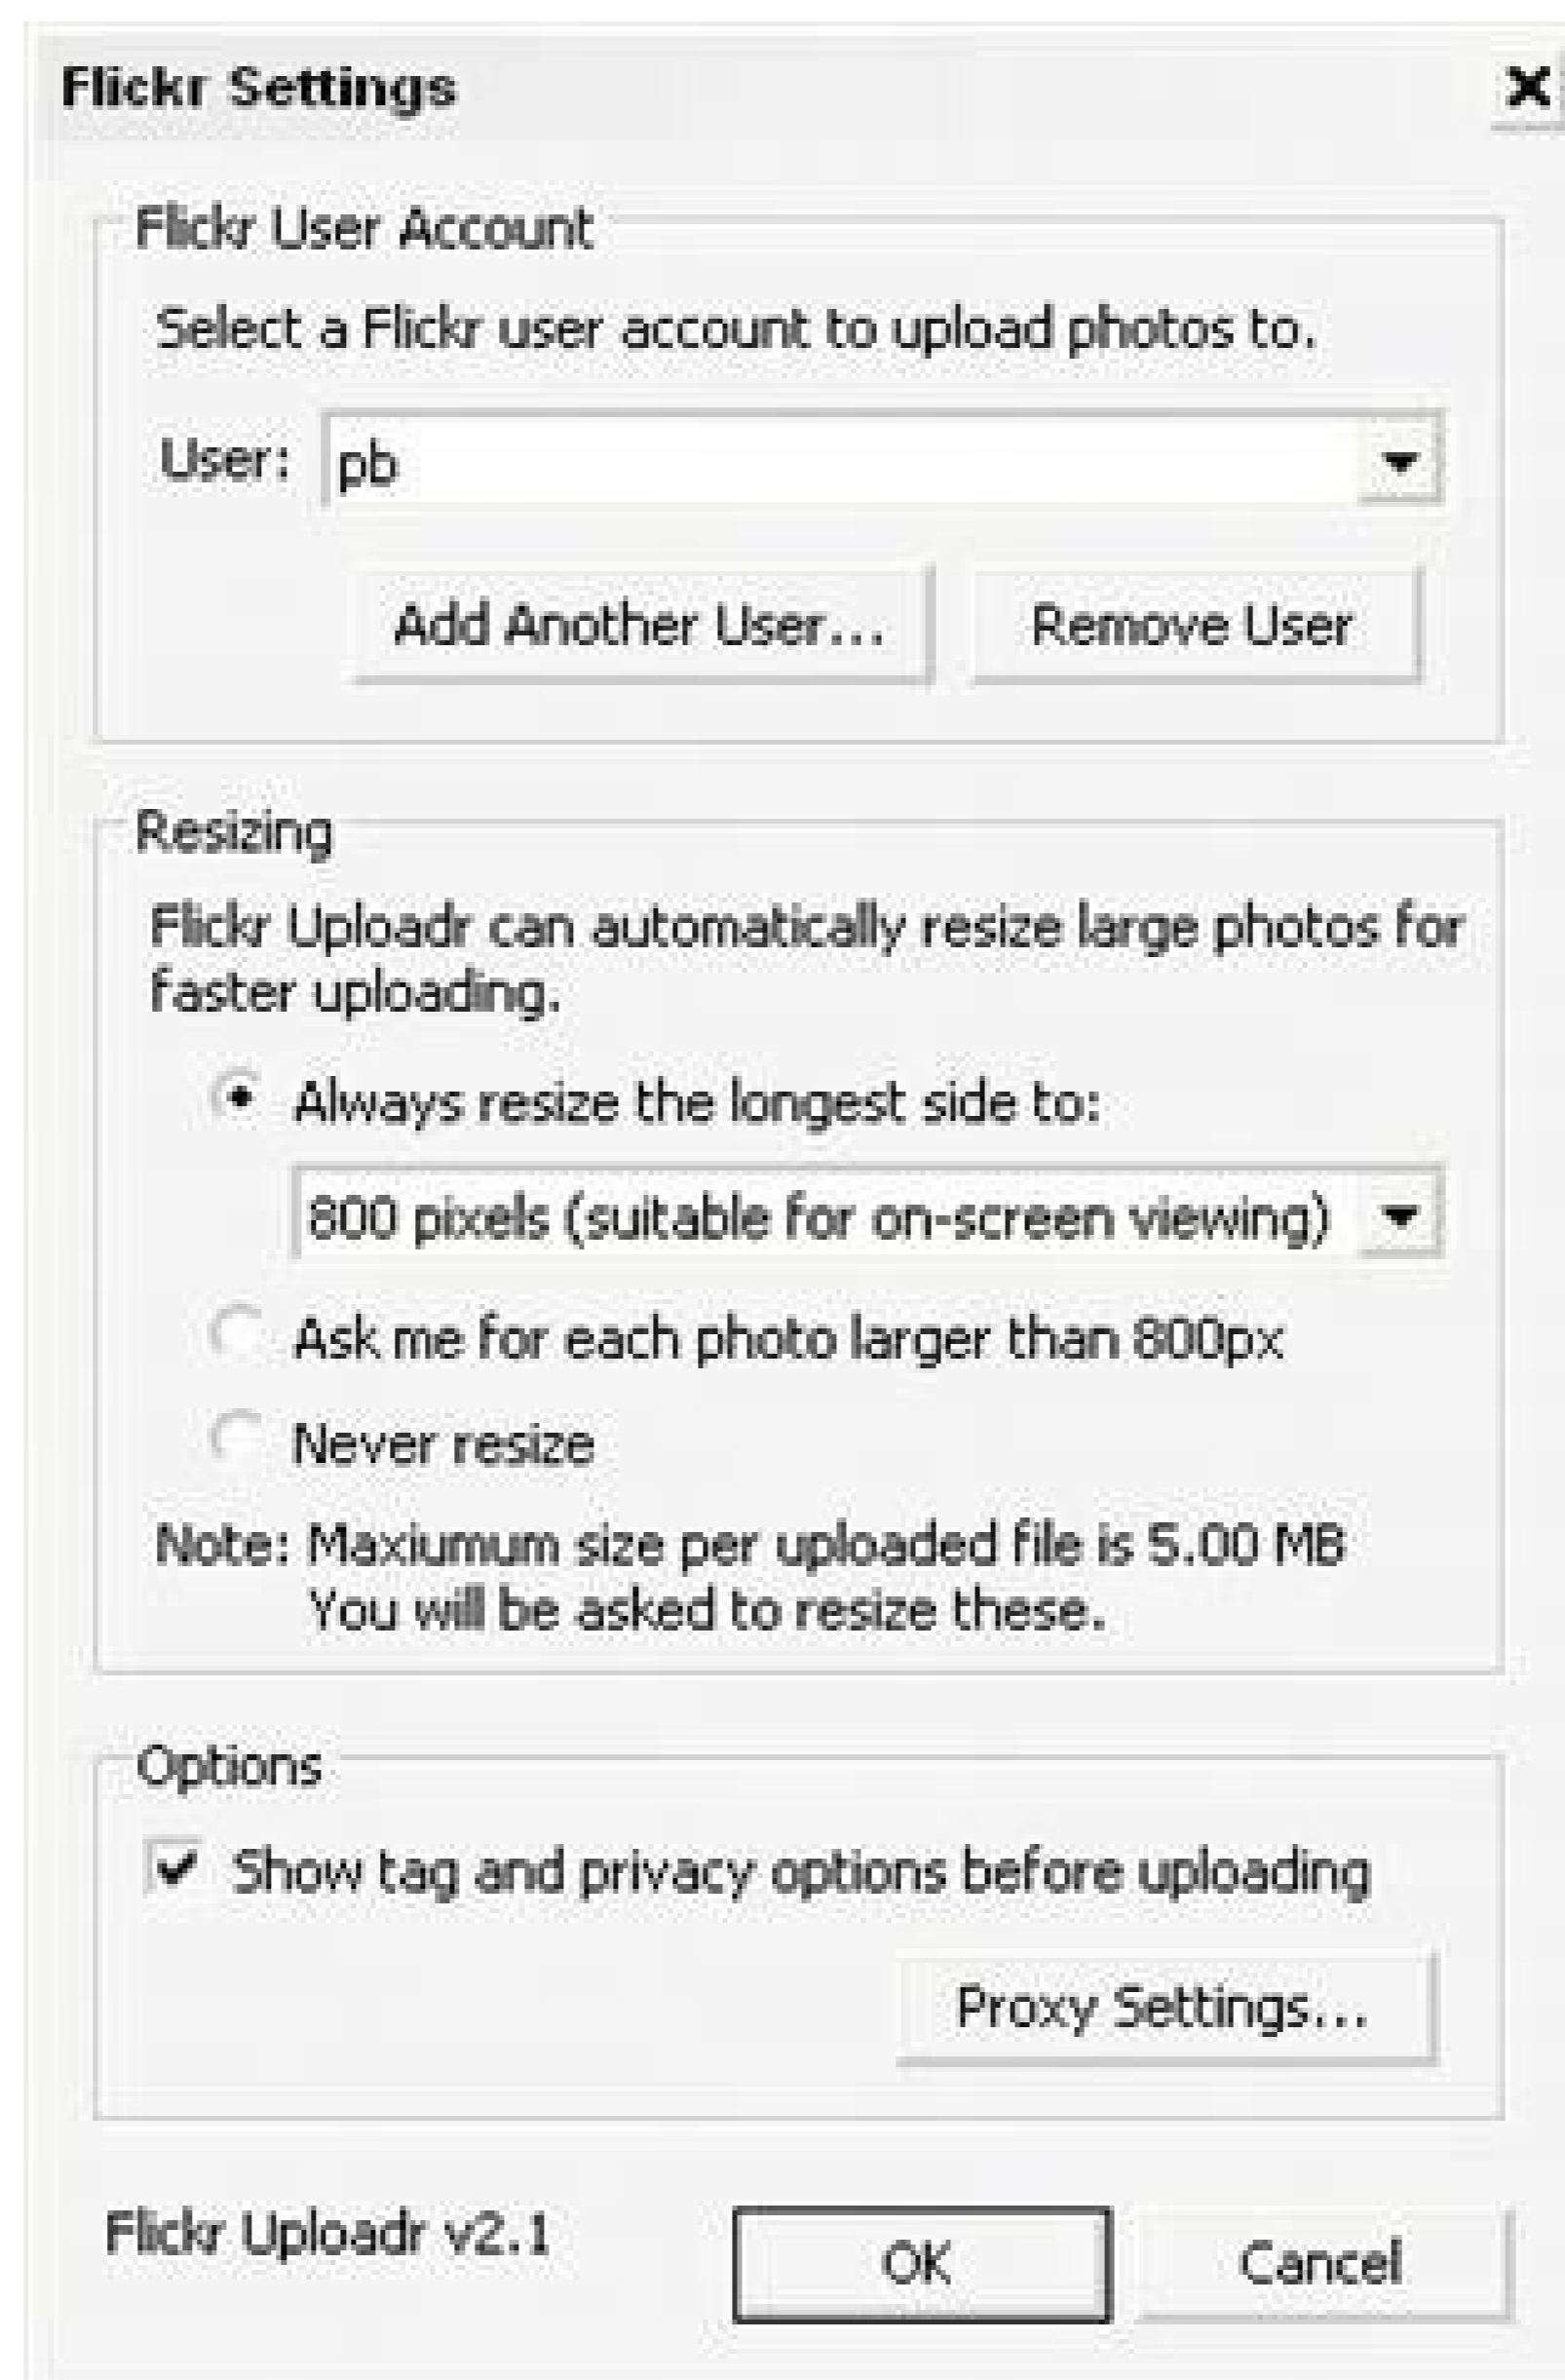 Flickr Settings
Flickr User Account
Select a Flickr user account to upload photos to.
User: pb
Add Another User... Remove User
Resizing
Flickr Uploadr can automatically resize large photos for
faster uploading.
Always resize the longest side to:
800 pixels (suitable for on-screen viewing)
Ask me for each photo larger than 800px
Never resize
Note: Maxiumum size per uploaded file is 5.00 MB
You will be asked to resize these.
Options
Show tag and privacy options before uploading
Proxy Settings...
Flickr Uploadr v2.1 OK Cancel